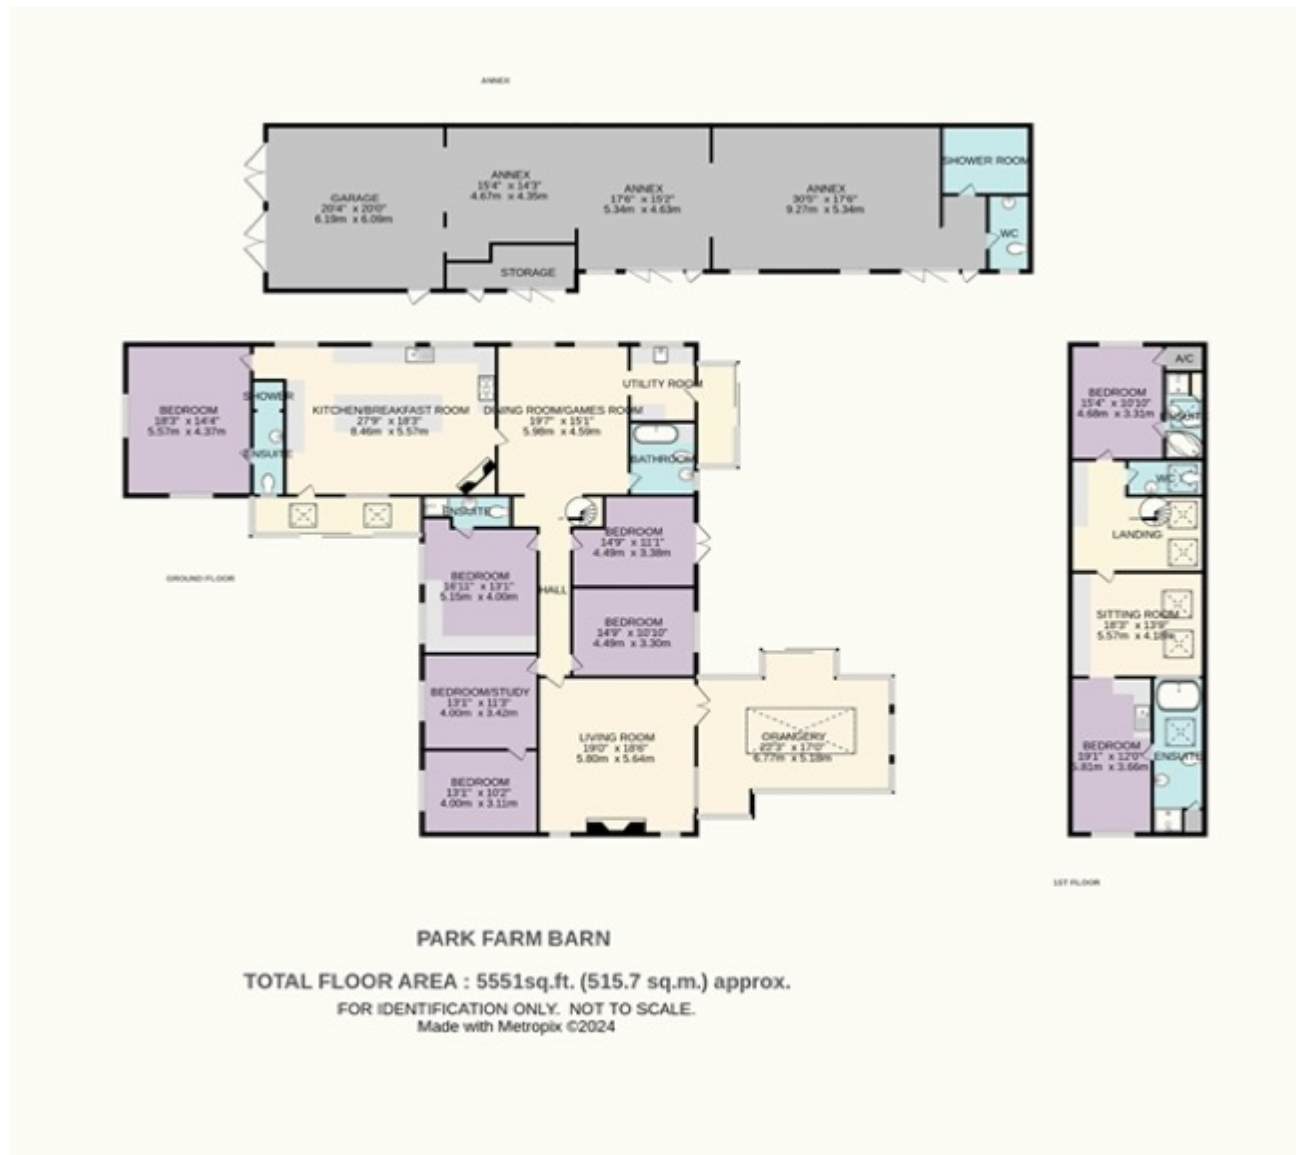 ANNEX
SHOWER ROOM
ANNEX
15'4" x 14'3"
4.67m x 4.35m
GARAGE
20'4" x 20'0"
6.19m x 6.09m
ANNEX
17'6" x 15'2"
5.34m x 4.63m
ANNEX
30'5" x 17'6"
9.27m x 5.34m
WC
STORAGE
A/C
UTILITY ROOM
BEDROOM
18'3" x 14'4"
5.57m x 4.37m
SHOWER
KITCHEN/BREAKFAST ROOM
27'9" x 18'3"
8.46m x 5.57m
DINING ROOM/GAMES ROOM
19'7" x 15'1"
5.98m x 4.59m
BEDROOM
15'4" x 10'10"
4.68m x 3.31m
ENSUITE
ENSUITE
BATHROOM
WC
ENSUITE
BEDROOM
14'9" x 11'1"
4.49m x 3.38m
LANDING
GROUND FLOOR
BEDROOM
16'11" x 13'1"
5.15m x 4.00m
HALL
BEDROOM
14'9" x 10'10"
4.49m x 3.30m
SITTING ROOM
18'3" x 13'9"
5.57m x 4.18m
BEDROOM/STUDY
13'1" x 11'3"
4.00m x 3.42m
LIVING ROOM
19'0" x 18'6"
5.80m x 5.64m
ORANGERY
22'3" x 17'0"
6.77m x 5.18m
BEDROOM
19'1" x 12'0"
5.81m x 3.66m
ENSUITE
BEDROOM
13'1" x 10'2"
4.00m x 3.11m
1ST FLOOR
PARK FARM BARN
TOTAL FLOOR AREA : 5551sq.ft. (515.7 sq.m.) approx.
FOR IDENTIFICATION ONLY. NOT TO SCALE.
Made with Metropix ©2024